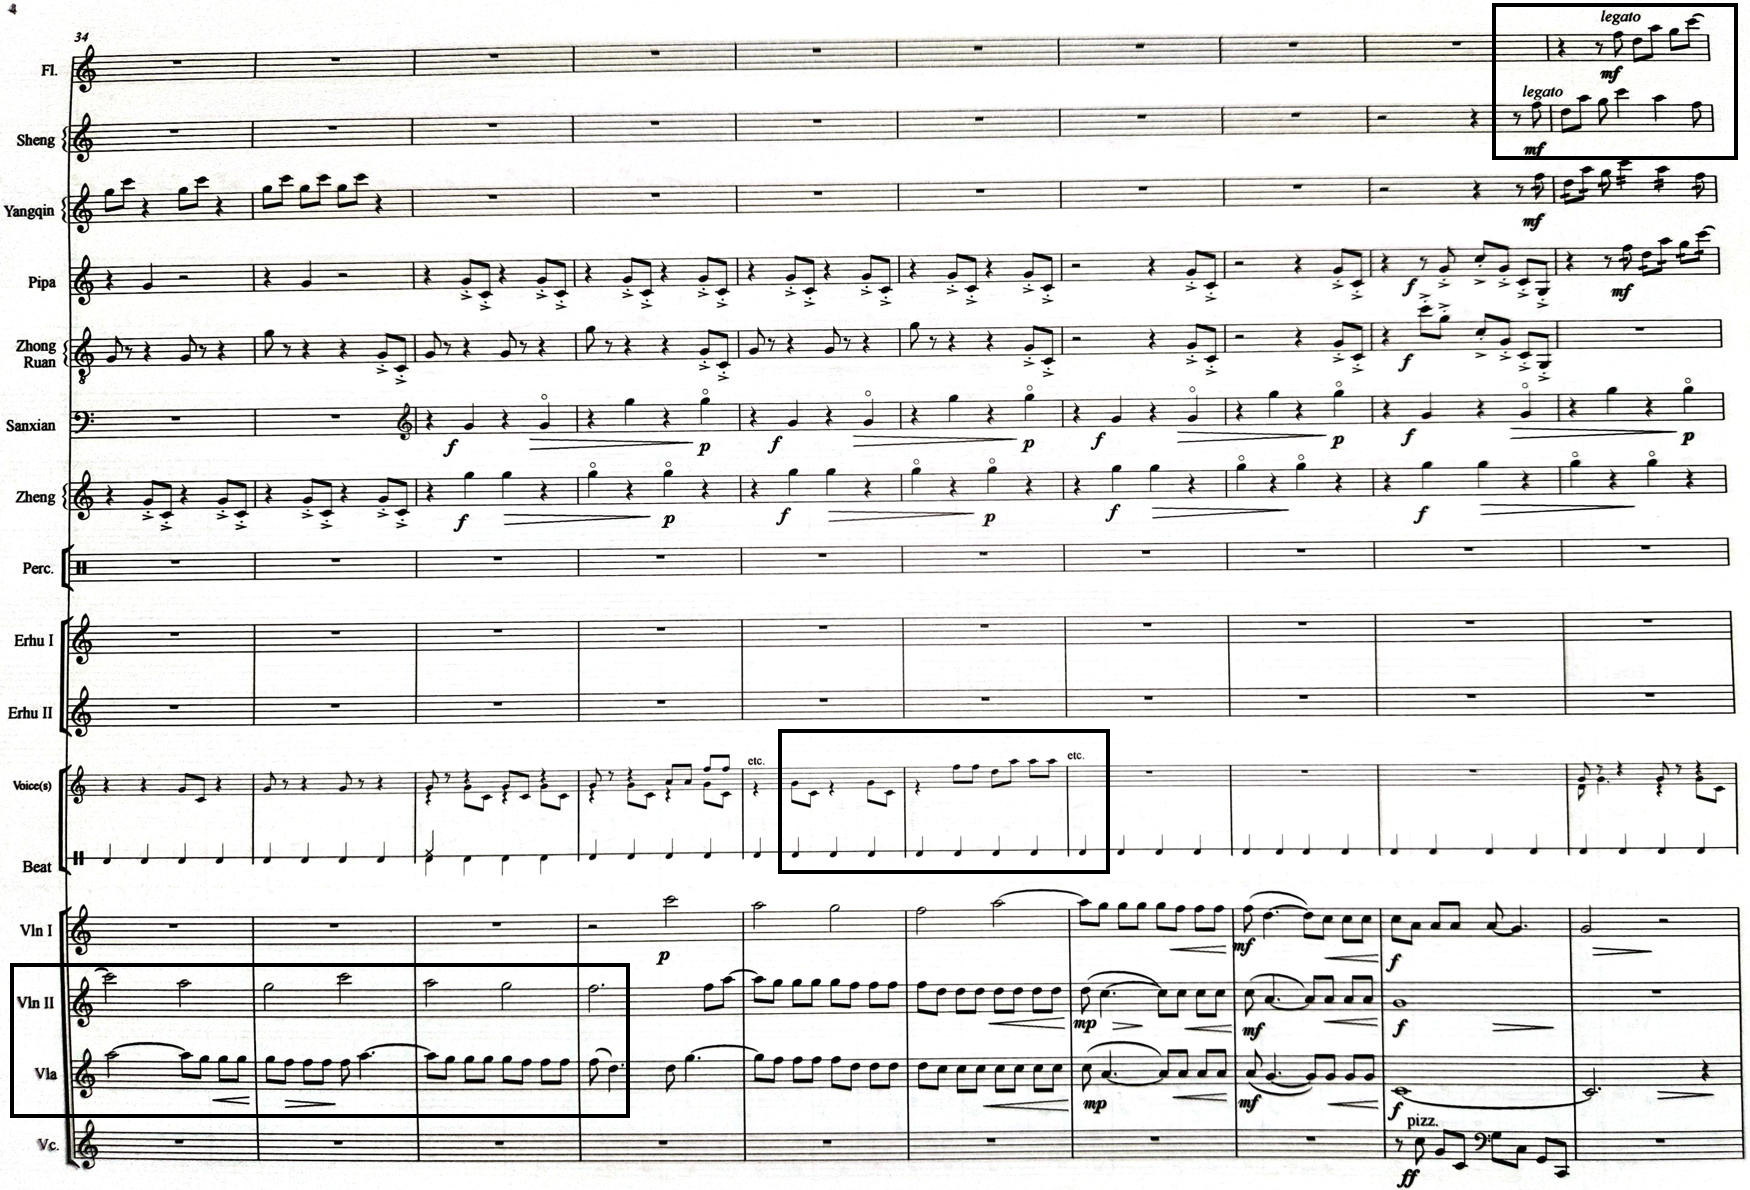 4
34
legato
Fl.
mf
legato
Sheng
mf
Yangqin
mf
Pipa
f
mf
Zhong
Ruan
f
Sanxian
f p f p f p f p
Zheng
f p f p f f
Perc.
Erhu I
Erhu II
etc. etc.
Voice(s)
Beat
Vln I
p mf f
Vln II
mp mf f
Vla
mp mf f
pizz.
Vc.
ff